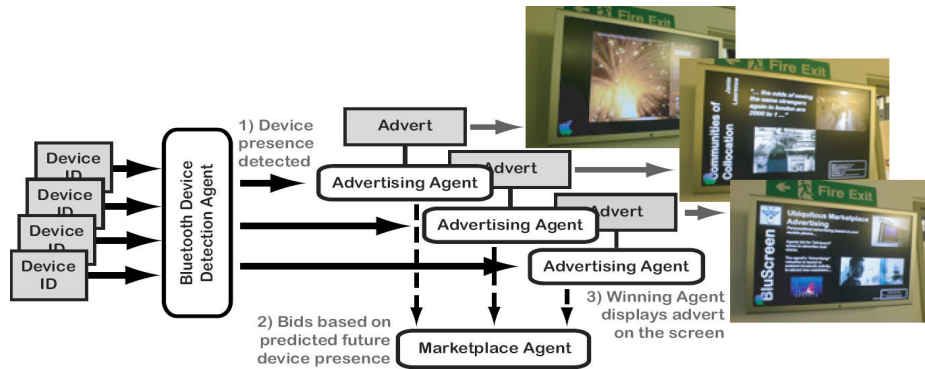 Device
ID
Device
ID
Device
ID
Device
ID
Bluetooth Device
Detection Agent
1) Device
presence
detected
Advert
Advertising Agent
Advert
Advertising Agent
Advert
Advertising Agent
2) Bids based on
predicted future
device presence
Marketplace Agent
3) Winning Agent
displays advert
on the screen
Fire Exit
Fire Exit
Communities of
Collocation
Jamie
Lawrence
"... the odds of seeing
the same strangers
again in london are
2000 to 1 ..."
Fire Exit
BluScreen
Ubiquitous Marketplace
Advertising